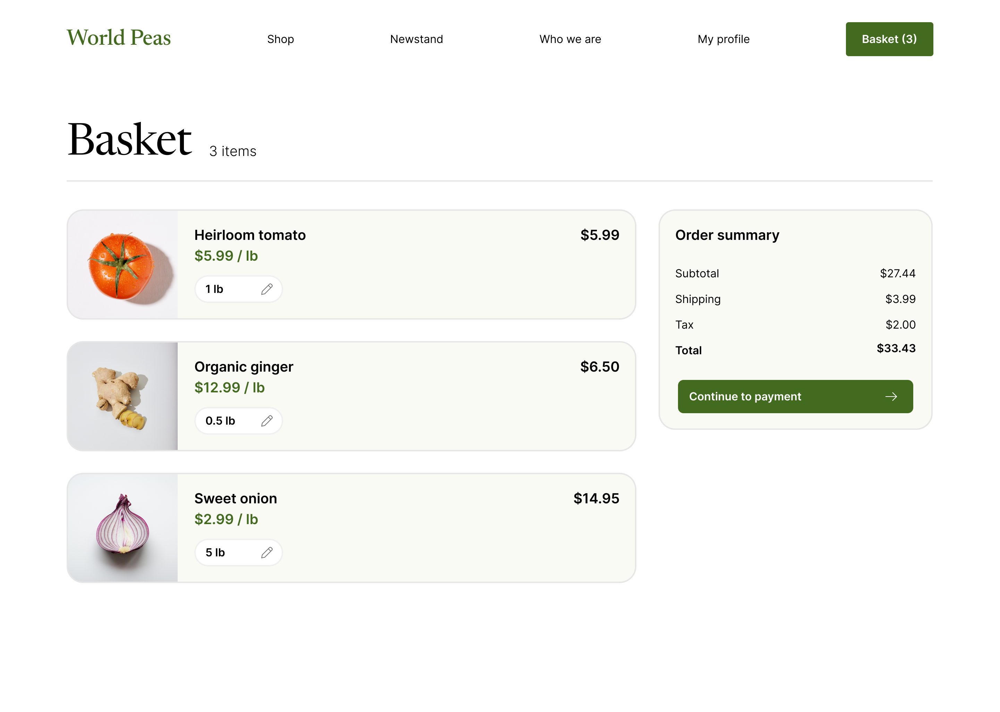 World Peas
Shop
Newstand
Who we are
My profile
Basket (3)
Basket
3 items
Heirloom tomato
$5.99
$5.99 / lb
1 lb
Organic ginger
$6.50
$12.99 / lb
0.5 lb
Sweet onion
$14.95
$2.99 / lb
5 lb
Order summary
Subtotal
$27.44
Shipping
$3.99
Tax
$2.00
Total
$33.43
Continue to payment